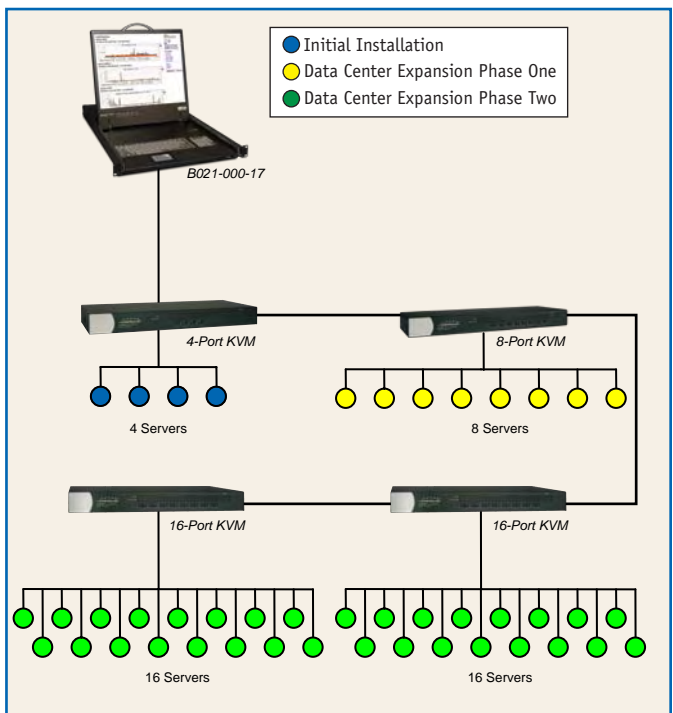 Initial Installation
Data Center Expansion Phase One
Data Center Expansion Phase Two
B021-000-17
4-Port KVM
8-Port KVM
4 Servers
8 Servers
16-Port KVM
16-Port KVM
16 Servers
16 Servers